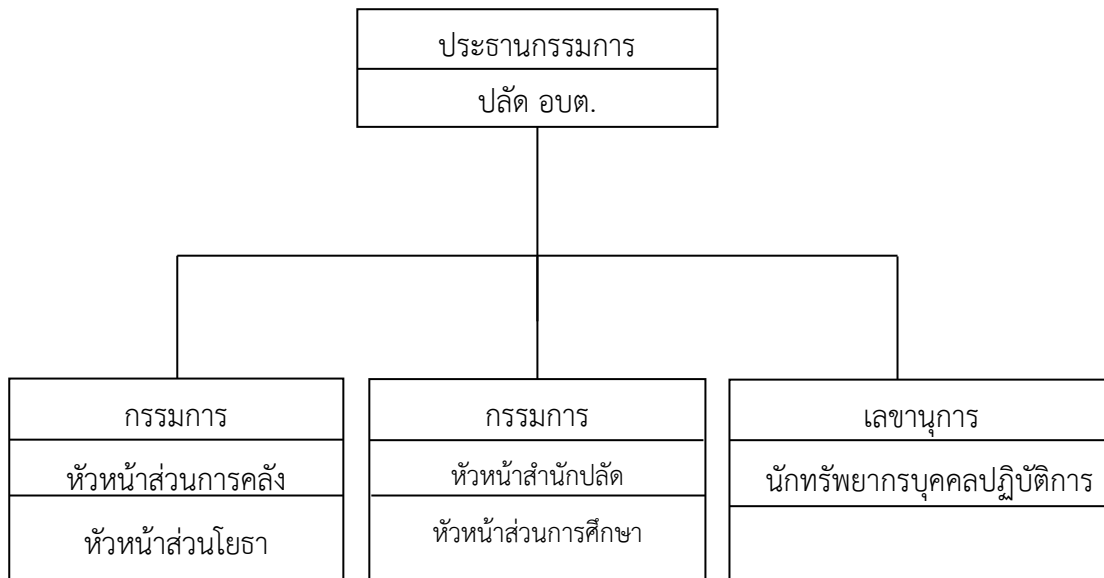 ประธานกรรมการ
ปลัด อบต.
กรรมการ
หัวหน้าส่วนการคลัง
หัวหน้าส่วนโยธา
กรรมการ
หัวหน้าสำนักปลัด
หัวหน้าส่วนการศึกษา
เลขานุการ
นักทรัพยากรบุคคลปฏิบัติการ